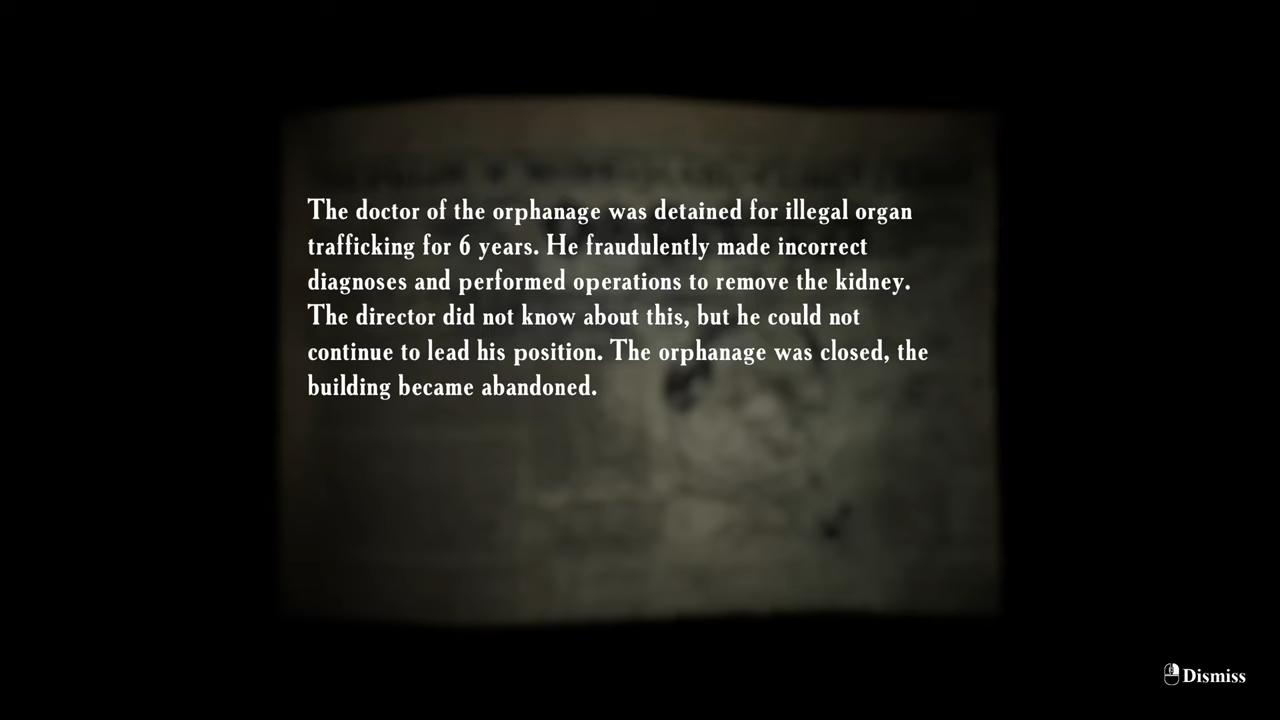 The doctor of the orphanage was detained for illegal organ
trafficking for 6 years. He fraudulently made incorrect
diagnoses and performed operations to remove the kidney.
The director did not know about this, but he could not
continue to lead his position. The orphanage was closed, the
building became abandoned.
Dismiss